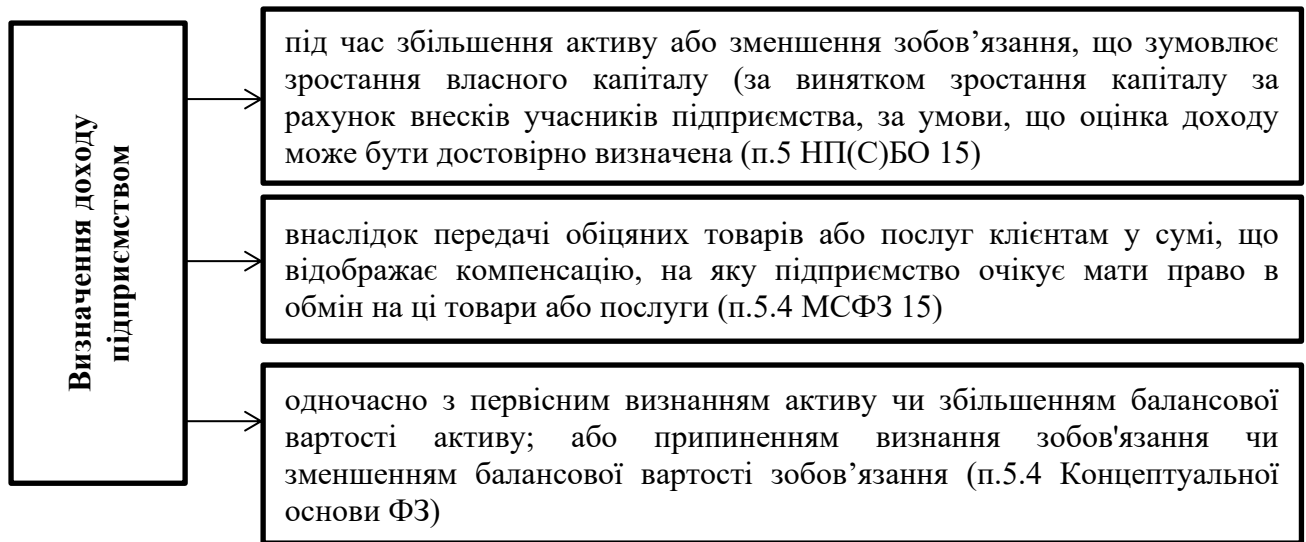 Визначення доходу
підприємством
під час збільшення активу або зменшення зобов’язання, що зумовлює
зростання власного капіталу (за винятком зростання капіталу за
рахунок внесків учасників підприємства, за умови, що оцінка доходу
може бути достовірно визначена (п.5 НП(С)БО 15)
внаслідок передачі обіцяних товарів або послуг клієнтам у сумі, що
відображає компенсацію, на яку підприємство очікує мати право в
обмін на ці товари або послуги (п.5.4 МСФЗ 15)
одночасно з первісним визнанням активу чи збільшенням балансової
вартості активу; або припиненням визнання зобов'язання чи
зменшенням балансової вартості зобов’язання (п.5.4 Концептуальної
основи ФЗ)